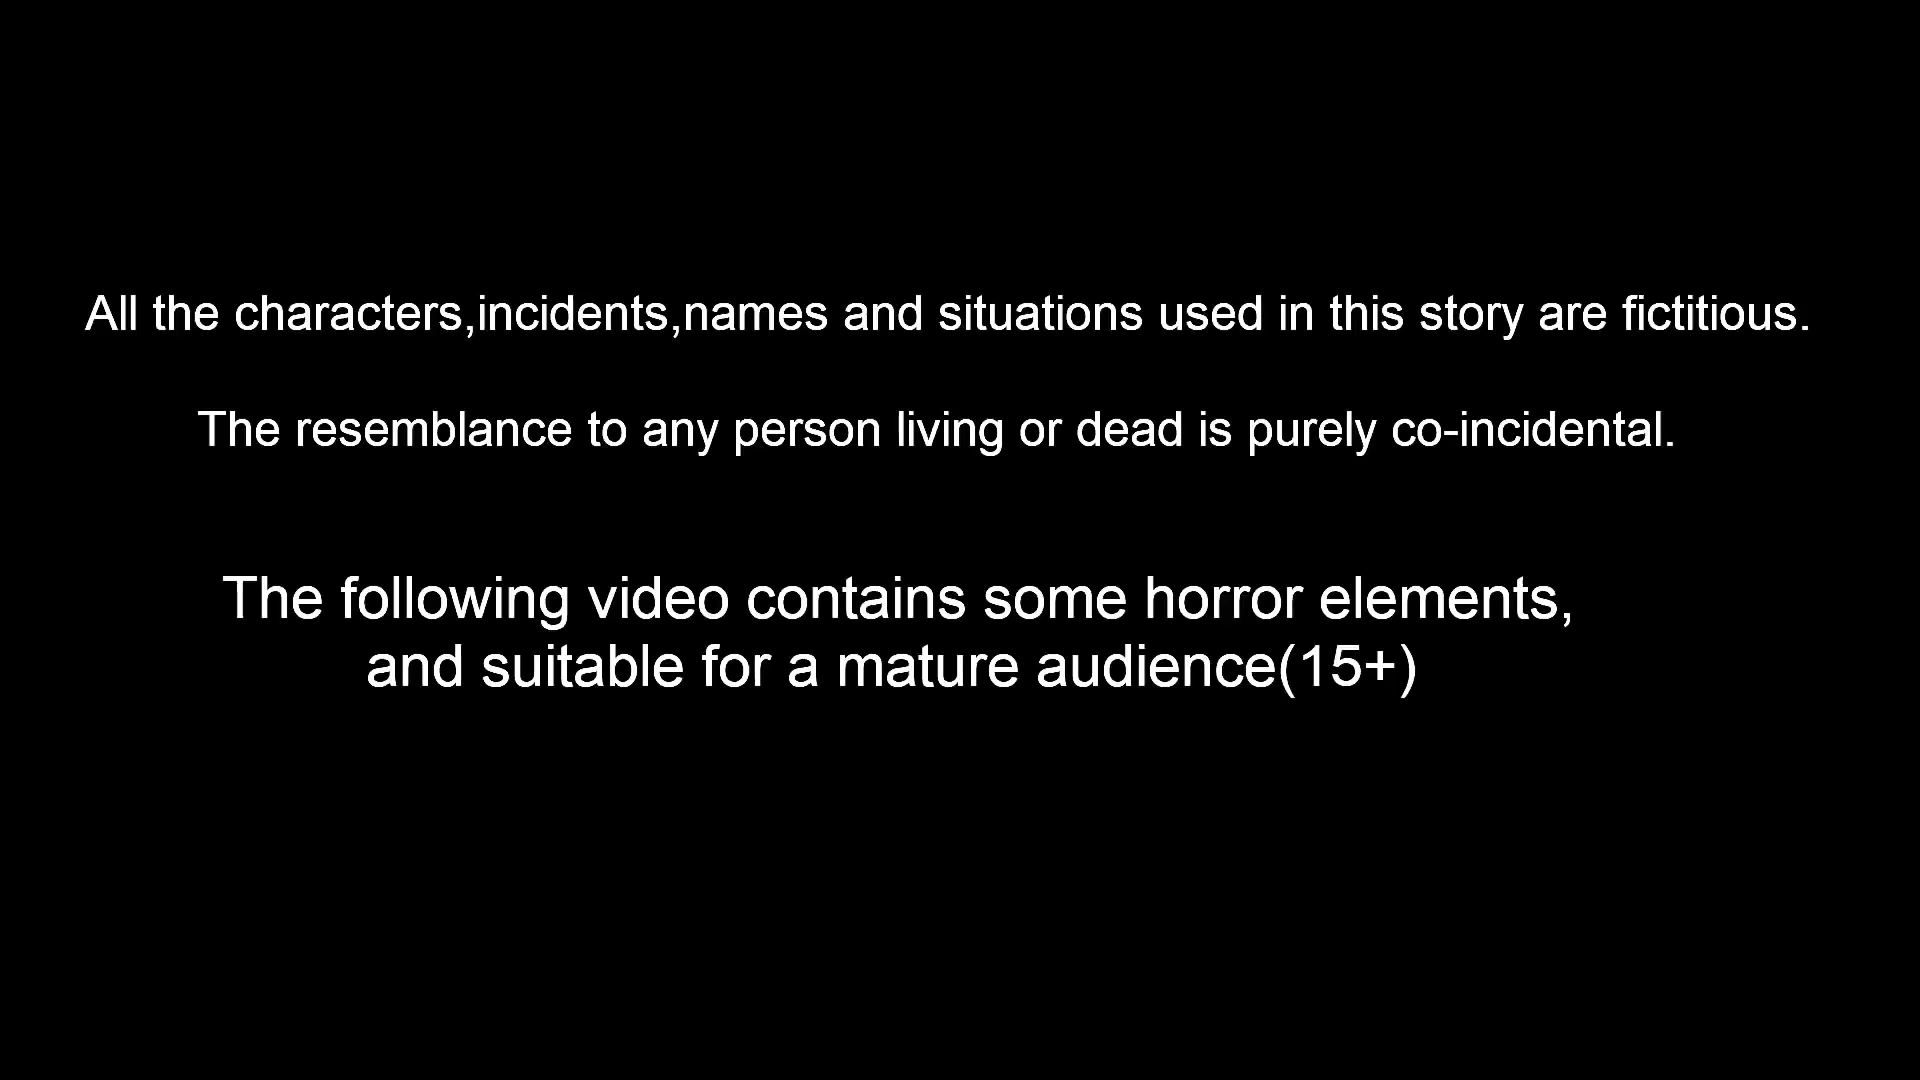 All the characters,incidents,names and situations used in this story are fictitious.
The resemblance to any person living or dead is purely co-incidental.
The following video contains some horror elements,
and suitable for a mature audience(15+)